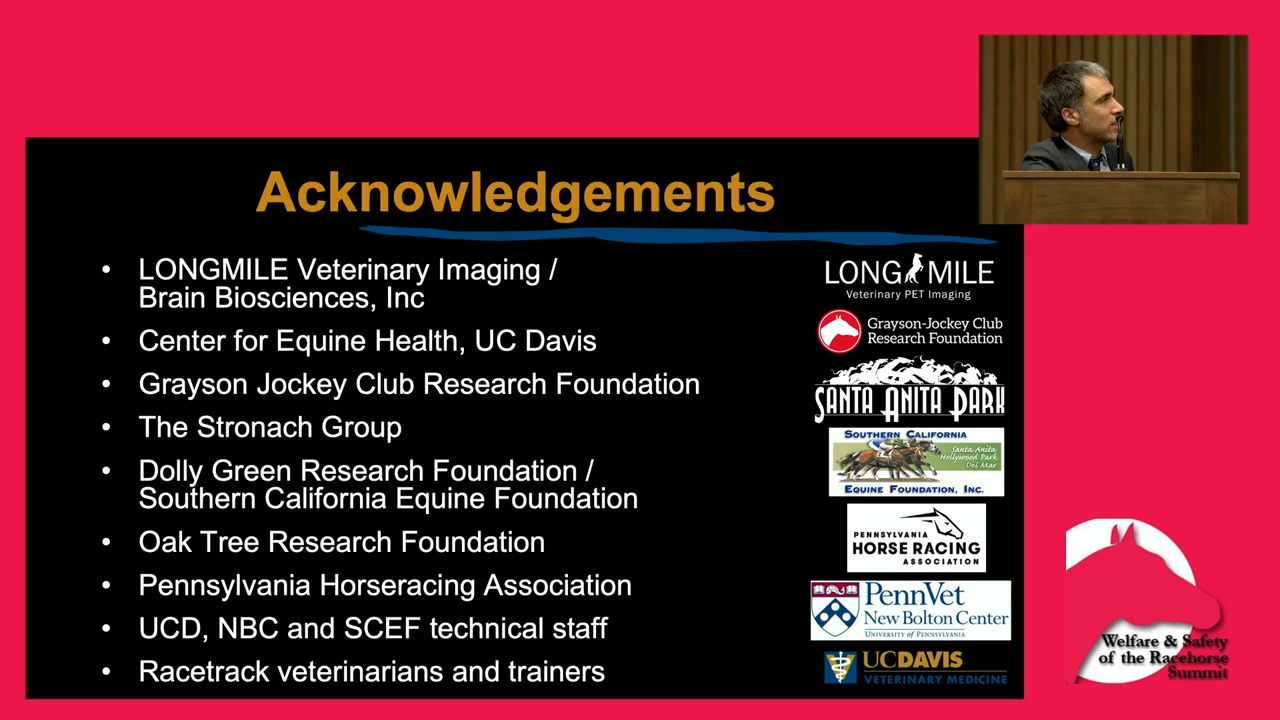 Acknowledgements
• LONGMILE Veterinary Imaging /
Brain Biosciences, Inc
• Center for Equine Health, UC Davis
• Grayson Jockey Club Research Foundation
• The Stronach Group
• Dolly Green Research Foundation /
Southern California Equine Foundation
• Oak Tree Research Foundation
• Pennsylvania Horseracing Association
• UCD, NBC and SCEF technical staff
• Racetrack veterinarians and trainers
LONGMILE
Veterinary PET Imaging
Grayson-Jockey Club
Research Foundation
SANTA ANITA PARK
SOUTHERN CALIFORNIA
Santa Anita
Hollywood Park
Del Mar
EQUINE FOUNDATION, INC.
PENNSYLVANIA
HORSE RACING
ASSOCIATION
PennVet
New Bolton Center
UNIVERSITY OF PENNSYLVANIA
UCDAVIS
VETERINARY MEDICINE
Welfare & Safety
of the Racehorse
Summit